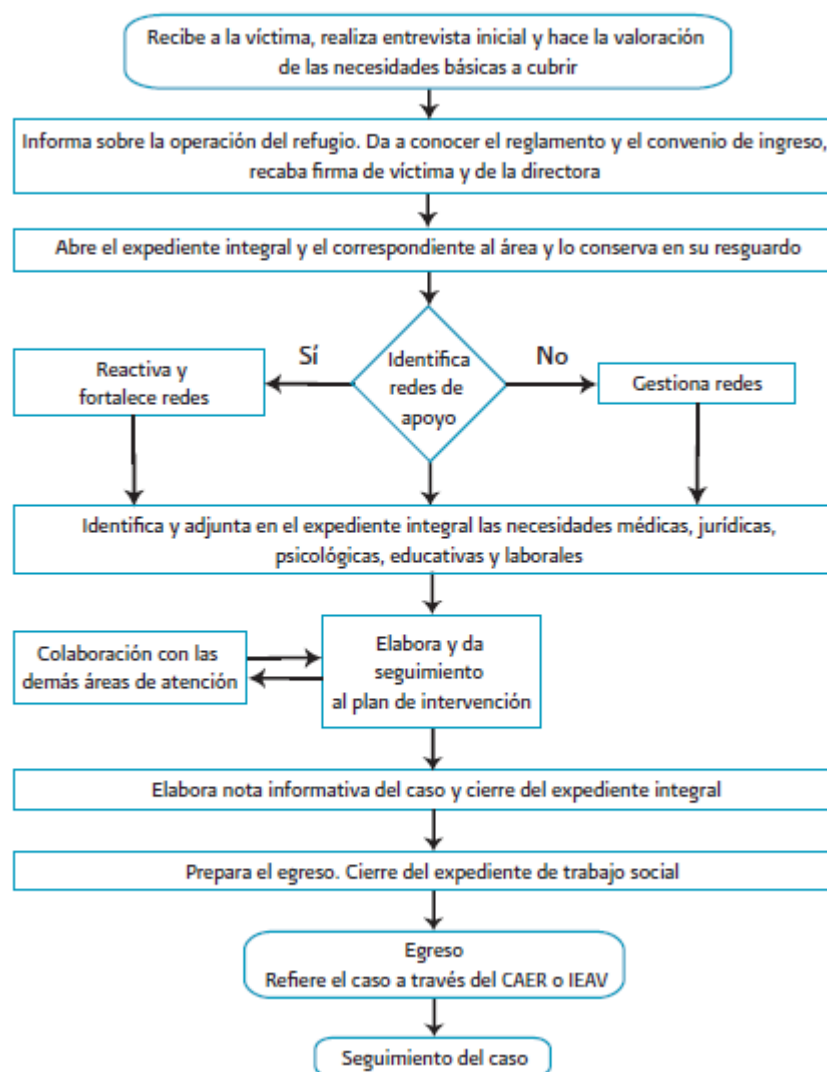 Recibe a la víctima, realiza entrevista inicial y hace la valoración
de las necesidades básicas a cubrir
Informa sobre la operación del refugio. Da a conocer el reglamento y el convenio de ingreso,
recaba firma de víctima y de la directora
Abre el expediente integral y el correspondiente al área y lo conserva en su resguardo
Identifica
redes de
apoyo
Sí
No
Reactiva y
fortalece redes
Gestiona redes
Identifica y adjunta en el expediente integral las necesidades médicas, jurídicas,
psicológicas, educativas y laborales
Colaboración con las
demás áreas de atención
Elabora y da
seguimiento
al plan de intervención
Elabora nota informativa del caso y cierre del expediente integral
Prepara el egreso. Cierre del expediente de trabajo social
Egreso
Refiere el caso a través del CAER o IEAV
Seguimiento del caso